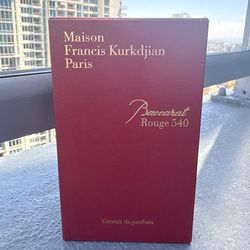 Maison
Francis Kurkdjian
Paris
Baccarat
Rouge 540
Extrait de parfum